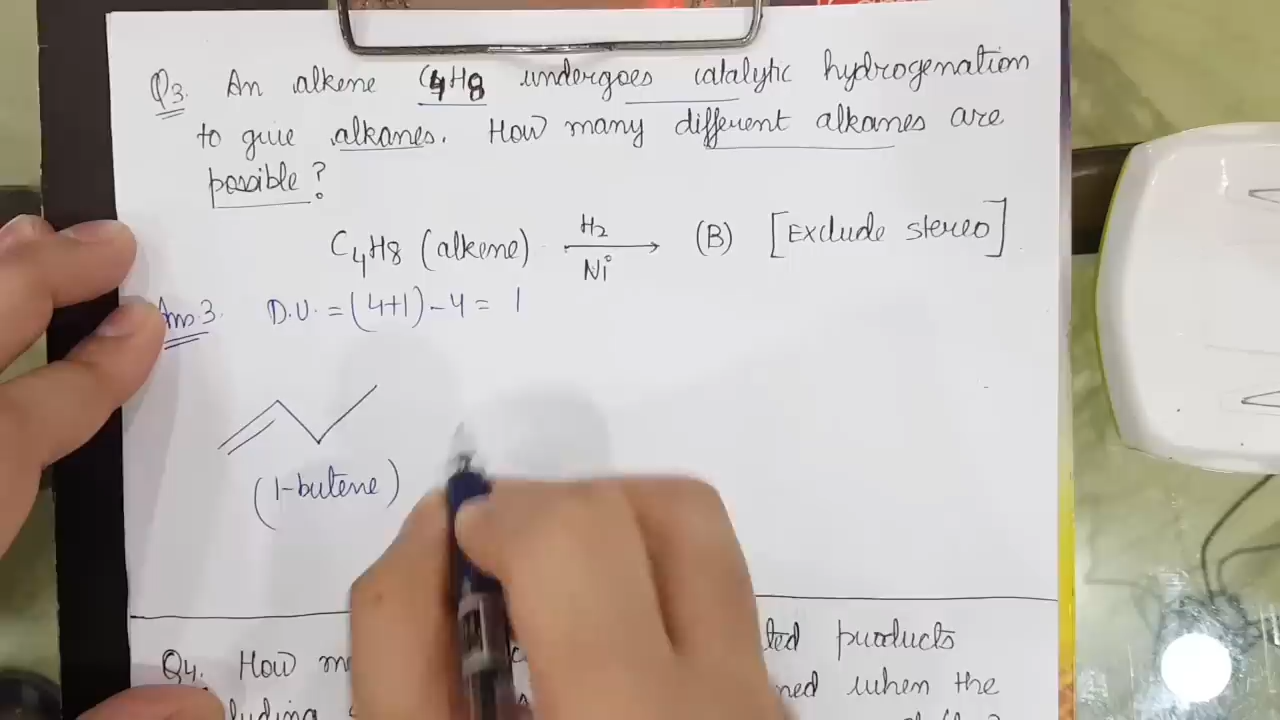 Q3. An alkene C4H8 undergoes catalytic hydrogenation
to give alkanes. How many different alkanes are
possible?
C4H8 (alkene) H2 Ni (B) [Exclude stereo]
Ans.3. D.U. = (4+1) - 4 = 1
(1-butene)
Q4. How products
when the